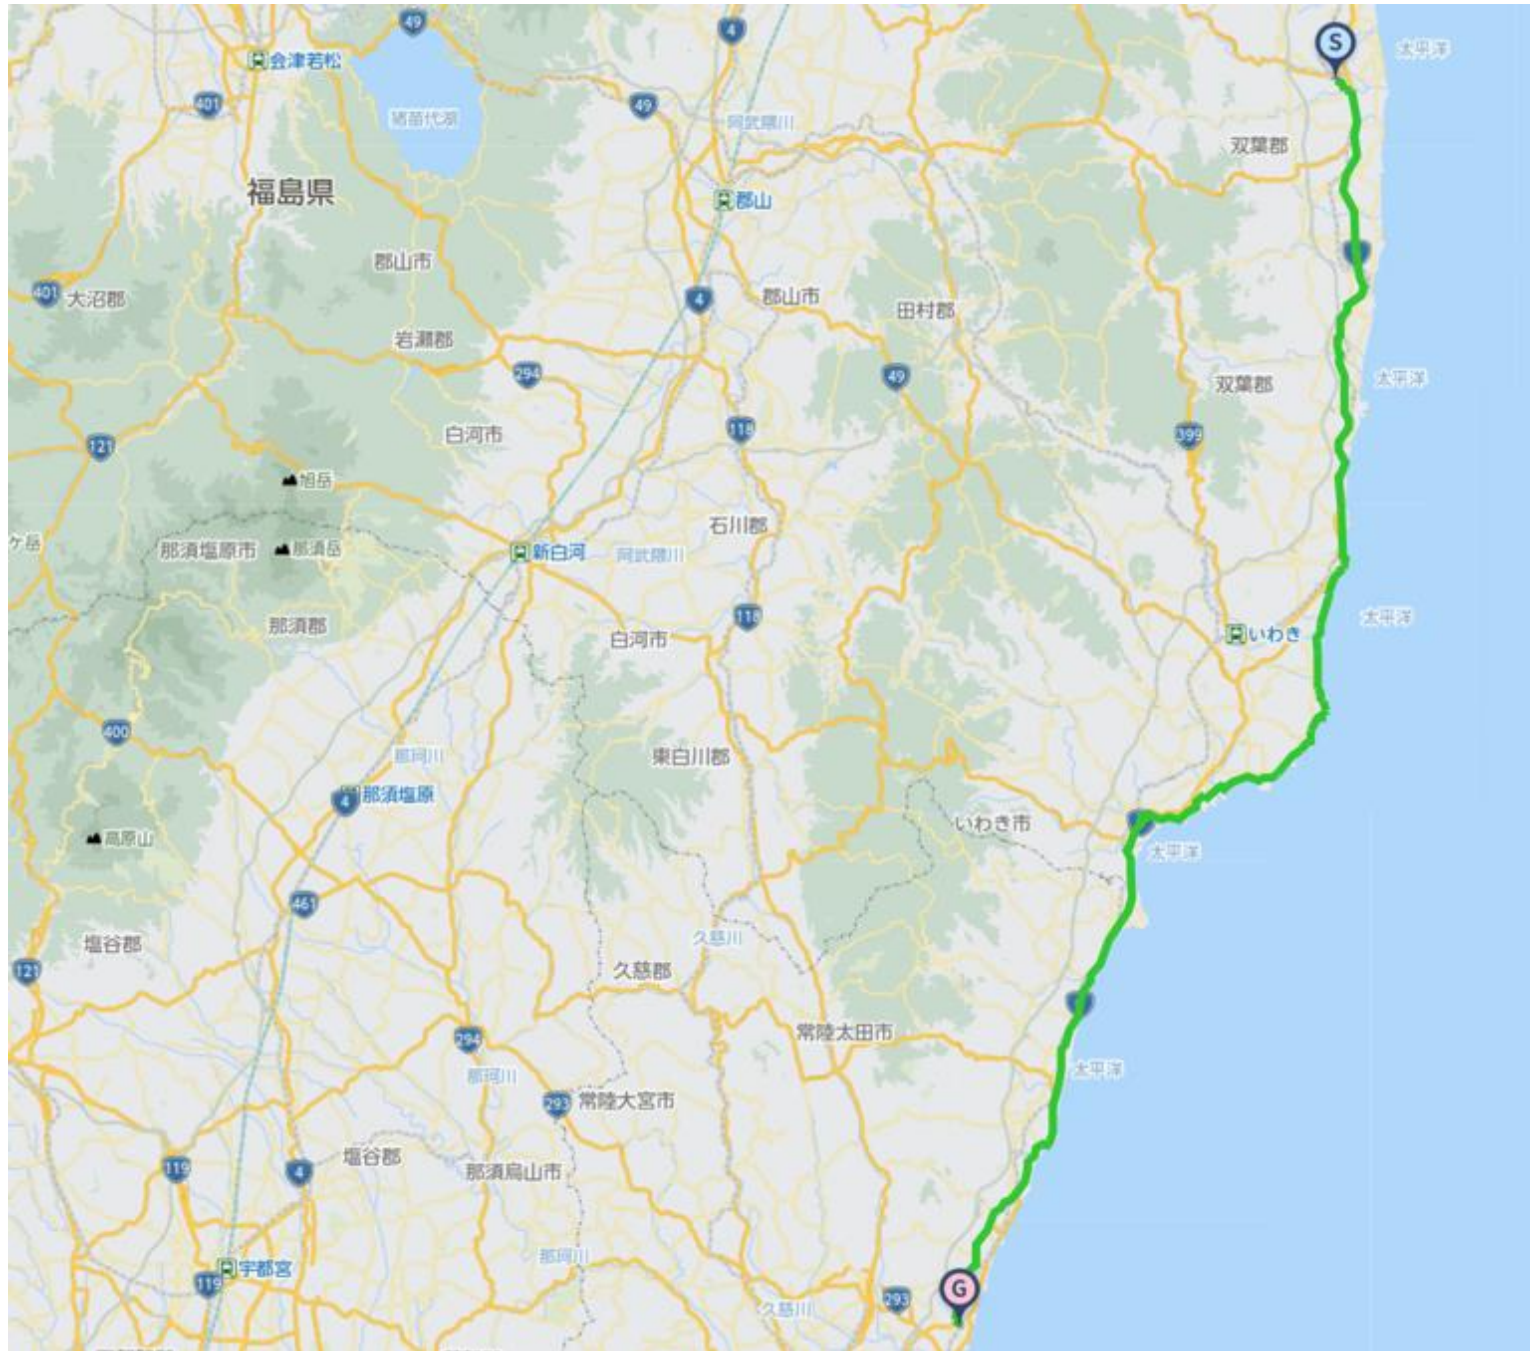 49
4
S
太平洋
会津若松
401
49
猪苗代湖
阿武隈川
双葉郡
福島県
郡山
郡山市
401
大沼郡
4
郡山市
田村郡
岩瀬郡
294
49
双葉郡
太平洋
121
白河市
118
399
旭岳
ケ岳
那須塩原市
那須岳
石川郡
新白河
阿武隈川
那須郡
118
白河市
いわき
太平洋
400
那珂川
東白川郡
4
那須塩原
高原山
いわき市
太平洋
461
塩谷郡
久慈川
121
久慈郡
294
常陸太田市
那珂川
太平洋
293
常陸大宮市
119
4
塩谷郡
那須烏山市
宇都宮
119
那珂川
久慈川
293
G